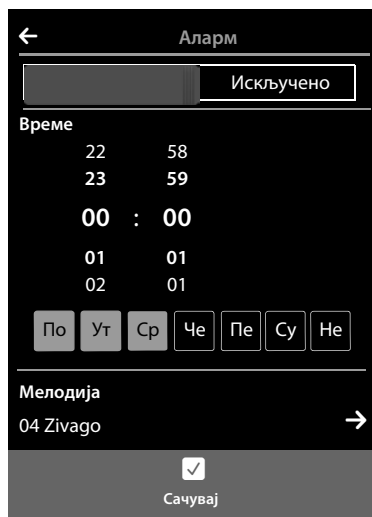 Аларм
Искључено
Време
22 58
23 59
00 : 00
01 01
02 01
По Ут Ср Че Пе Су Не
Мелодија
04 Zivago
Сачувај